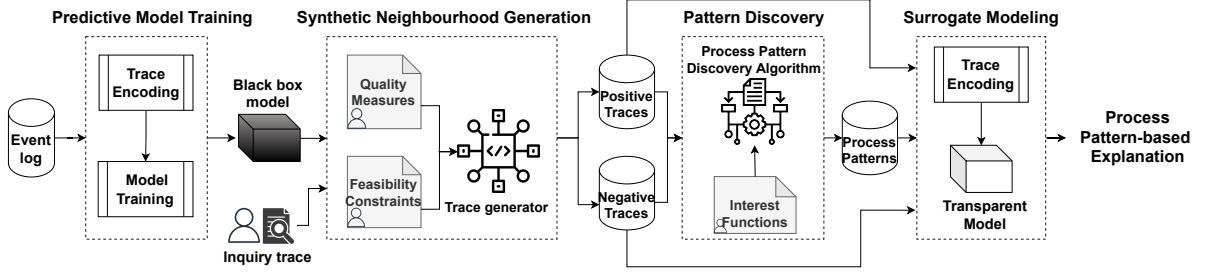 Predictive Model Training
Synthetic Neighbourhood Generation
Pattern Discovery
Surrogate Modeling
Event
log
Trace
Encoding
Model
Training
Black box
model
Inquiry trace
Quality
Measures
Feasibility
Constraints
</>
Trace generator
Positive
Traces
Negative
Traces
Process Pattern
Discovery Algorithm
Interest
Functions
Process
Patterns
Trace
Encoding
Transparent
Model
Process
Pattern-based
Explanation